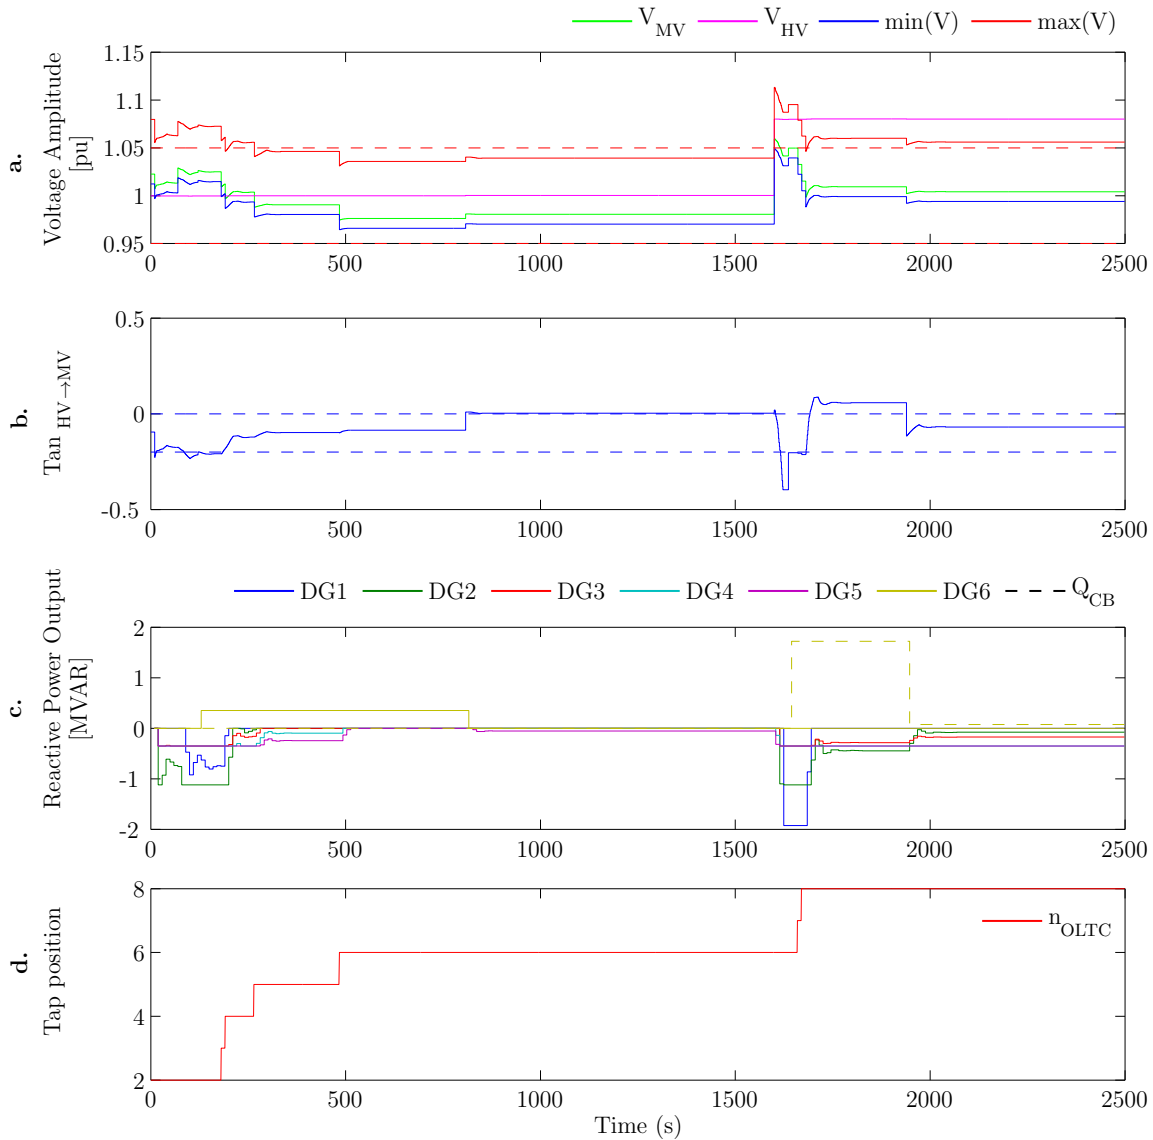 V_MV V_HV min(V) max(V)
a.
Voltage Amplitude
[pu]
1.15
1.1
1.05
1
0.95
0 500 1000 1500 2000 2500
b.
Tan HV→MV
0.5
0
-0.5
0 500 1000 1500 2000 2500
DG1 DG2 DG3 DG4 DG5 DG6 Q_CB
c.
Reactive Power Output
[MVAR]
2
1
0
-1
-2
0 500 1000 1500 2000 2500
d.
Tap position
8
6
4
2
n_OLTC
0 500 1000 1500 2000 2500
Time (s)